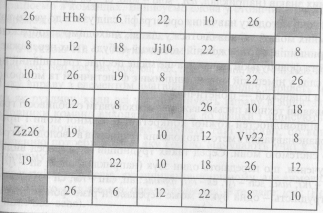 26 Hh8 6 22 10 26
8 12 18 Jj10 22 8
10 26 19 8 22 26
6 12 8 26 10 18
Zz26 19 10 12 Vv22 8
19 22 10 18 26 12
26 6 12 22 8 10